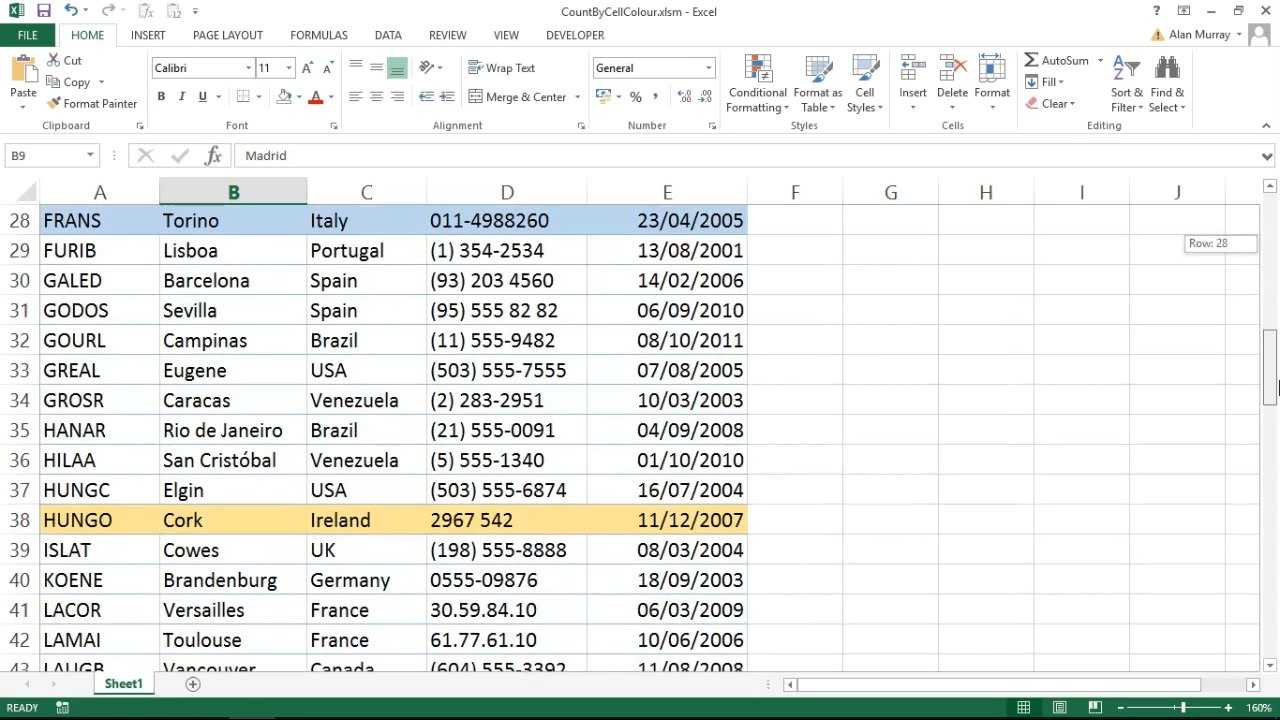 CountByCellColour.xlsm - Excel
?
FILE HOME INSERT PAGE LAYOUT FORMULAS DATA REVIEW VIEW DEVELOPER Alan Murray
Paste Cut Copy Format Painter Clipboard
Calibri 11 B I U A Font
Wrap Text Merge & Center Alignment
General % , Number
Conditional Formatting Format as Table Cell Styles Styles
Insert Delete Format Cells
AutoSum Fill Clear Sort & Filter Find & Select Editing
B9 fx Madrid
A B C D E F G H I J
28 FRANS Torino Italy 011-4988260 23/04/2005
Row: 28
29 FURIB Lisboa Portugal (1) 354-2534 13/08/2001
30 GALED Barcelona Spain (93) 203 4560 14/02/2006
31 GODOS Sevilla Spain (95) 555 82 82 06/09/2010
32 GOURL Campinas Brazil (11) 555-9482 08/10/2011
33 GREAL Eugene USA (503) 555-7555 07/08/2005
34 GROSR Caracas Venezuela (2) 283-2951 10/03/2003
35 HANAR Rio de Janeiro Brazil (21) 555-0091 04/09/2008
36 HILAA San Cristóbal Venezuela (5) 555-1340 01/10/2010
37 HUNGC Elgin USA (503) 555-6874 16/07/2004
38 HUNGO Cork Ireland 2967 542 11/12/2007
39 ISLAT Cowes UK (198) 555-8888 08/03/2004
40 KOENE Brandenburg Germany 0555-09876 18/09/2003
41 LACOR Versailles France 30.59.84.10 06/03/2009
42 LAMAI Toulouse France 61.77.61.10 10/06/2006
43 LAUGB Vancouver Canada (604) 555-3392 11/08/2008
Sheet1
READY 160%